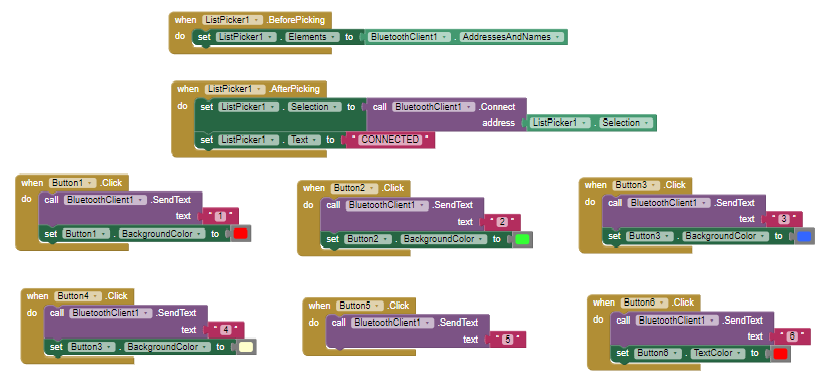 when ListPicker1 .BeforePicking
do set ListPicker1 . Elements to BluetoothClient1 . AddressesAndNames
when ListPicker1 .AfterPicking
do set ListPicker1 . Selection to call BluetoothClient1 .Connect
address ListPicker1 . Selection
set ListPicker1 . Text to " CONNECTED "
when Button1 .Click
do call BluetoothClient1 .SendText
text " 1 "
set Button1 . BackgroundColor to
when Button2 .Click
do call BluetoothClient1 .SendText
text " 2 "
set Button2 . BackgroundColor to
when Button3 .Click
do call BluetoothClient1 .SendText
text " 3 "
set Button3 . BackgroundColor to
when Button4 .Click
do call BluetoothClient1 .SendText
text " 4 "
set Button3 . BackgroundColor to
when Button5 .Click
do call BluetoothClient1 .SendText
text " 5 "
when Button6 .Click
do call BluetoothClient1 .SendText
text " 6 "
set Button6 . TextColor to